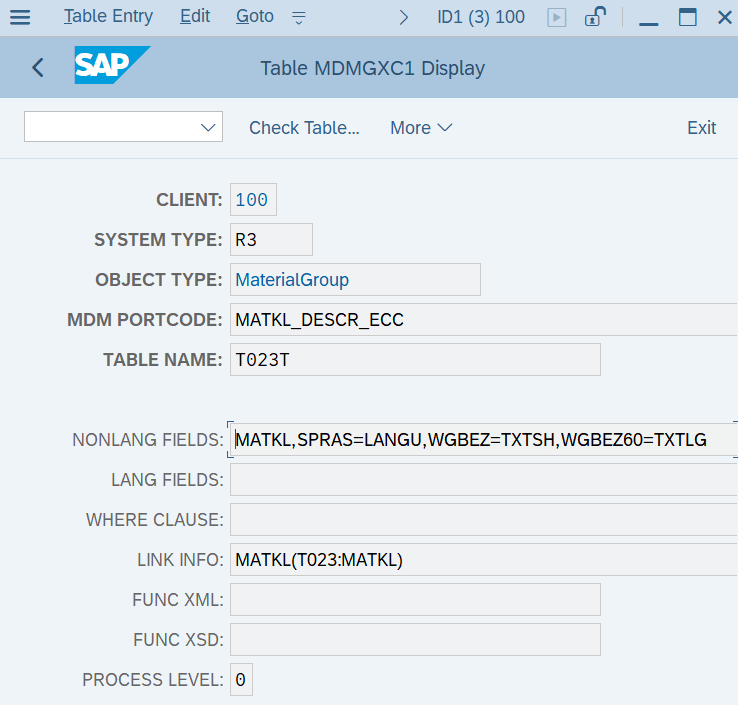 Table Entry Edit Goto ID1 (3) 100
SAP Table MDMGXC1 Display
Check Table... More Exit
CLIENT: 100
SYSTEM TYPE: R3
OBJECT TYPE: MaterialGroup
MDM PORTCODE: MATKL_DESCR_ECC
TABLE NAME: T023T
NONLANG FIELDS: MATKL,SPRAS=LANGU,WGBEZ=TXTSH,WGBEZ60=TXTLG
LANG FIELDS:
WHERE CLAUSE:
LINK INFO: MATKL(T023:MATKL)
FUNC XML:
FUNC XSD:
PROCESS LEVEL: 0